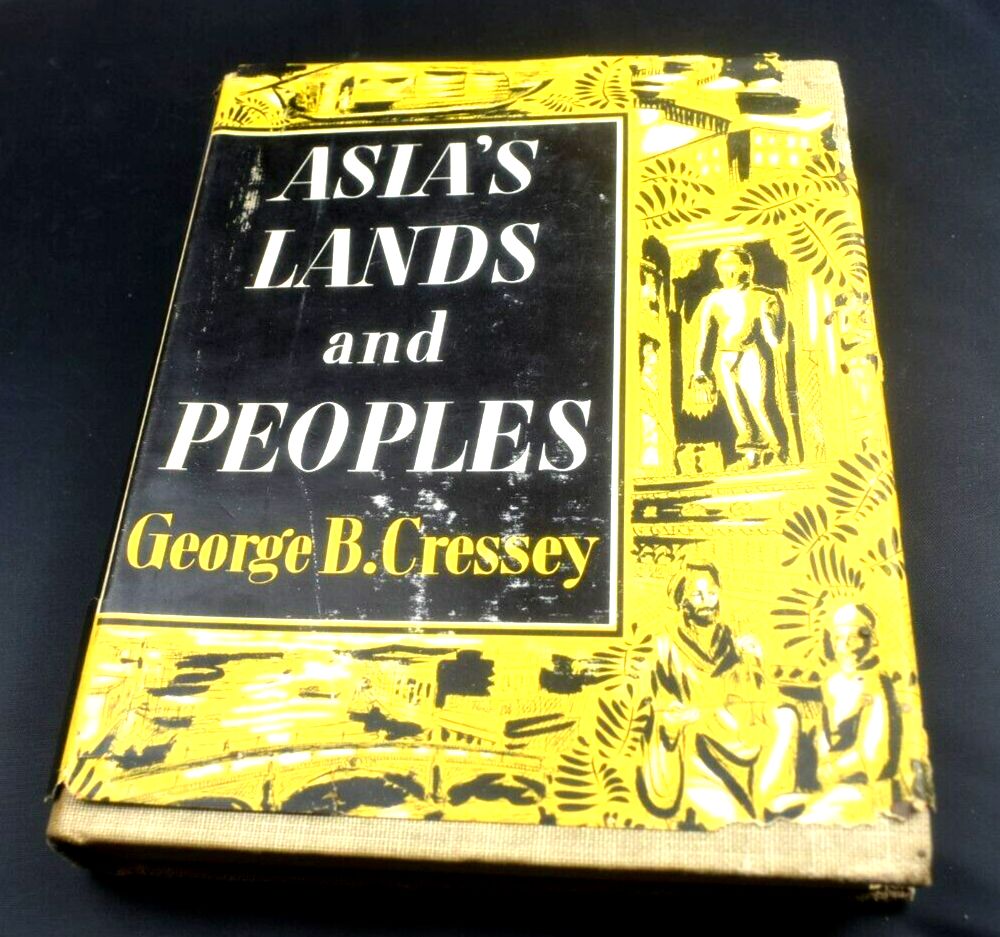 ASIA'S
LANDS
and
PEOPLES
George B. Cressey